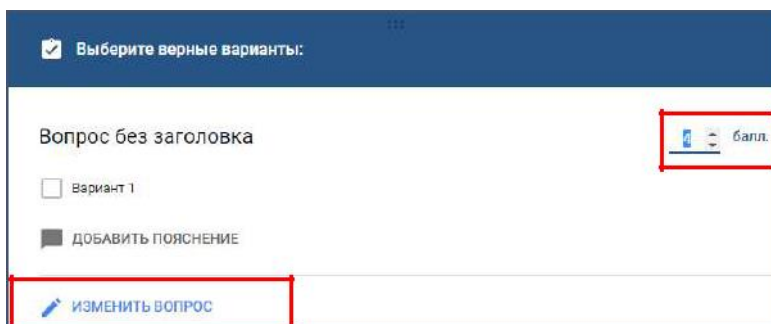 Выберите верные варианты:
Вопрос без заголовка
балл.
Вариант 1
ДОБАВИТЬ ПОЯСНЕНИЕ
ИЗМЕНИТЬ ВОПРОС